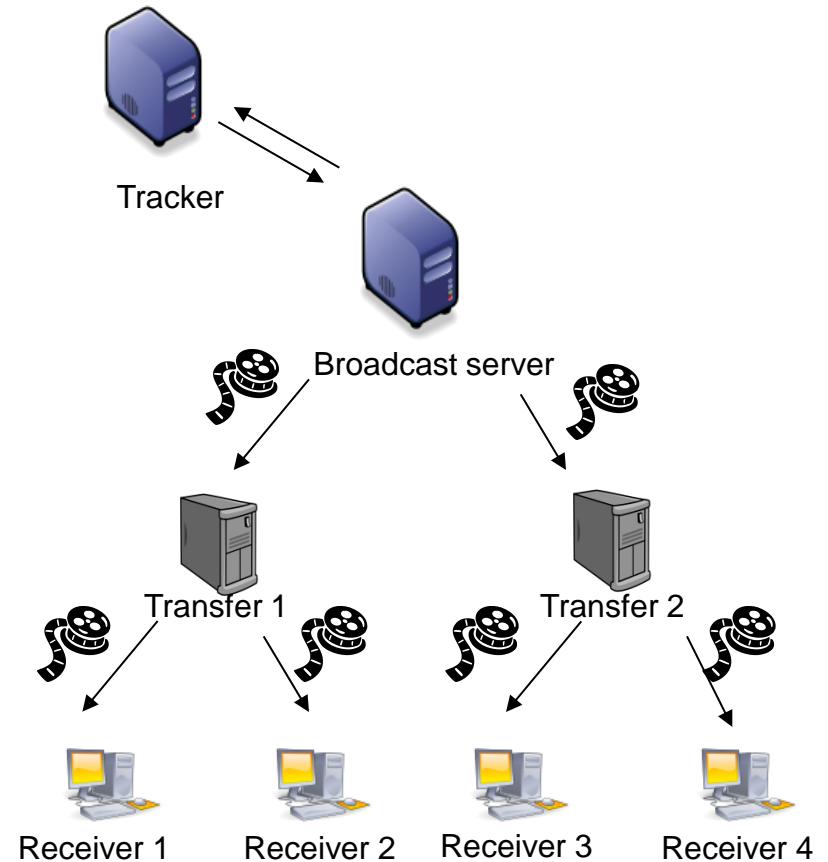 Tracker
Broadcast server
Transfer 1
Transfer 2
Receiver 1
Receiver 2
Receiver 3
Receiver 4